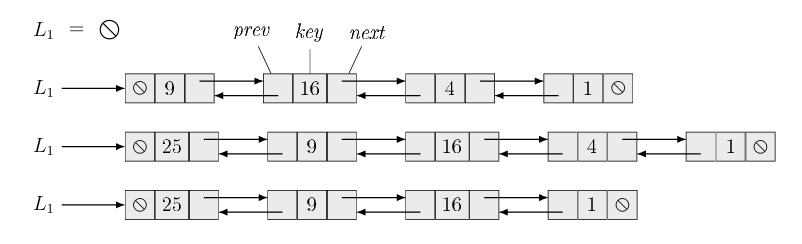 L₁ = ⊘ prev key next
L₁ ⊘ 9 16 4 1 ⊘
L₁ ⊘ 25 9 16 4 1 ⊘
L₁ ⊘ 25 9 16 1 ⊘